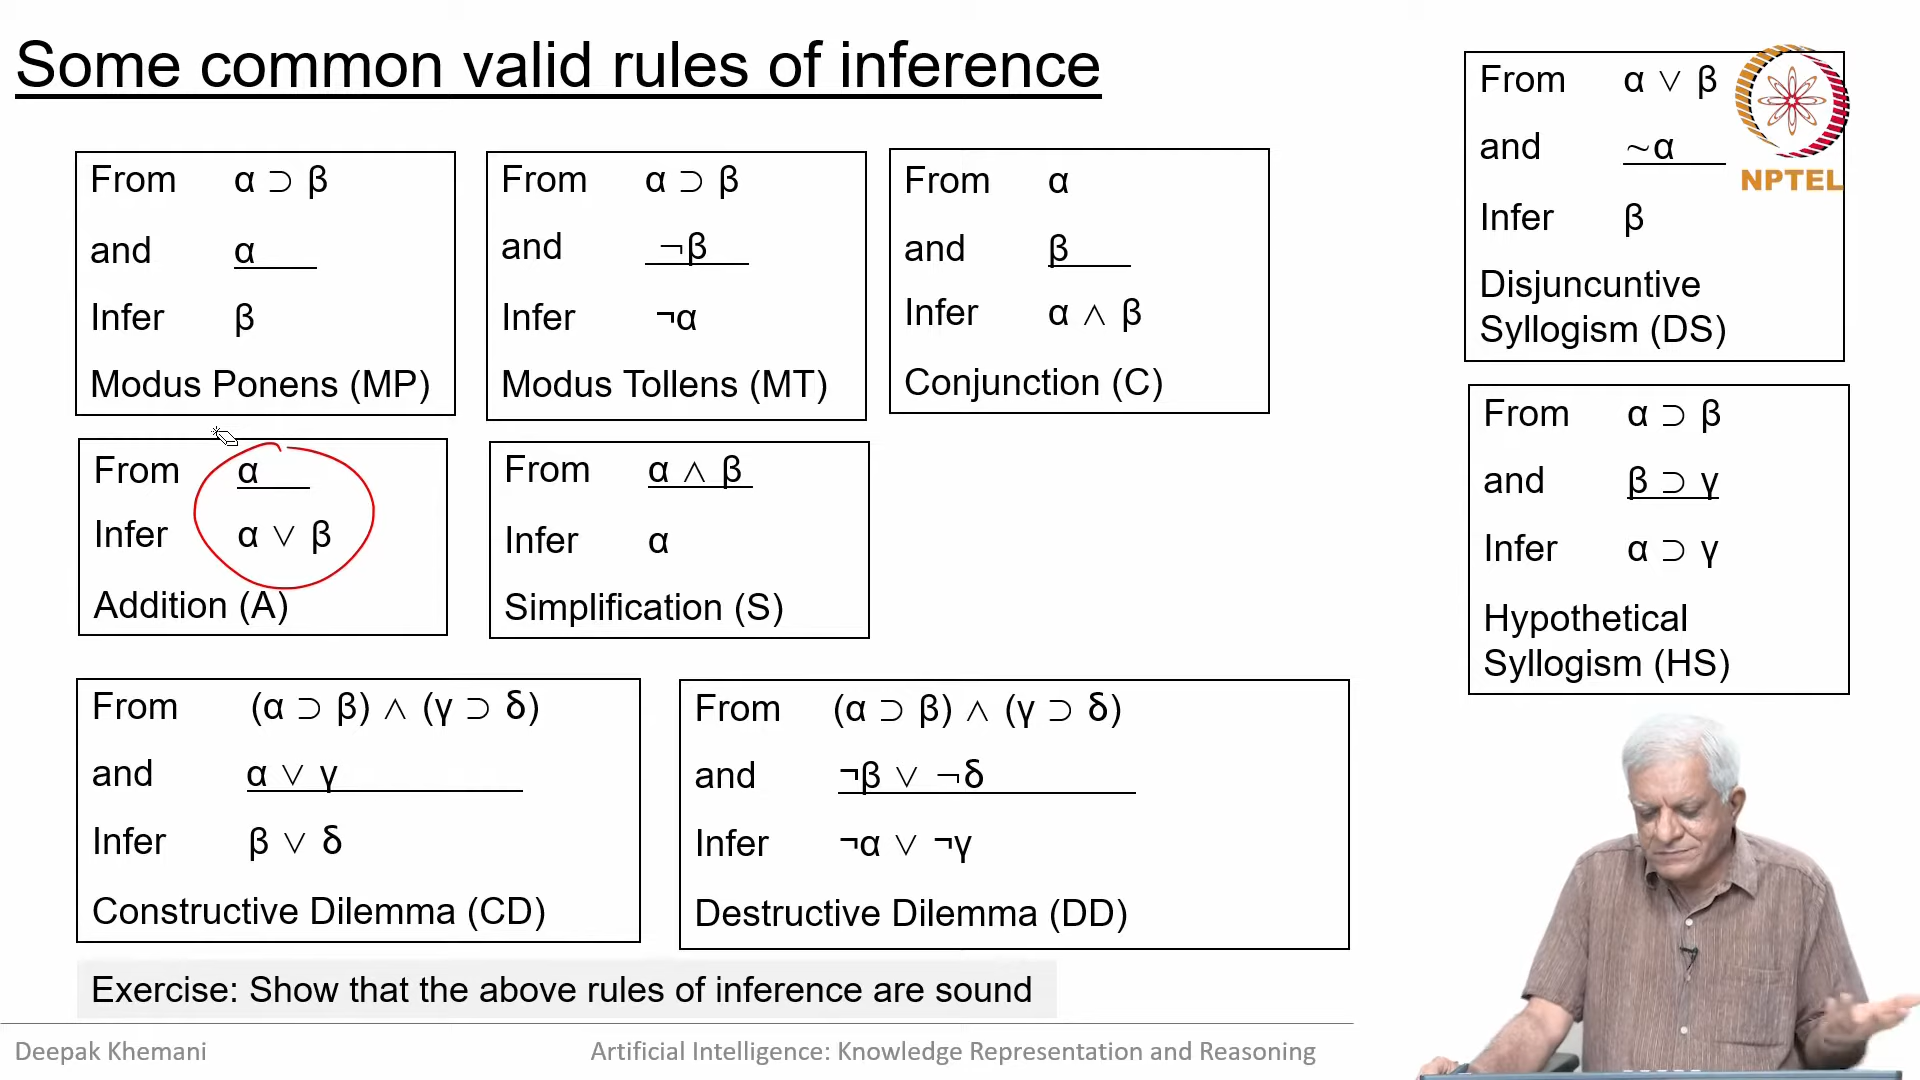 Some common valid rules of inference
From α ⊃ β
and α
Infer β
Modus Ponens (MP)
From α ⊃ β
and ¬β
Infer ¬α
Modus Tollens (MT)
From α
and β
Infer α ∧ β
Conjunction (C)
From α ∨ β
and ~α
Infer β
Disjuncuntive
Syllogism (DS)
NPTEL
From α
Infer α ∨ β
Addition (A)
From α ∧ β
Infer α
Simplification (S)
From α ⊃ β
and β ⊃ γ
Infer α ⊃ γ
Hypothetical
Syllogism (HS)
From (α ⊃ β) ∧ (γ ⊃ δ)
and α ∨ γ
Infer β ∨ δ
Constructive Dilemma (CD)
From (α ⊃ β) ∧ (γ ⊃ δ)
and ¬β ∨ ¬δ
Infer ¬α ∨ ¬γ
Destructive Dilemma (DD)
Exercise: Show that the above rules of inference are sound
Deepak Khemani
Artificial Intelligence: Knowledge Representation and Reasoning